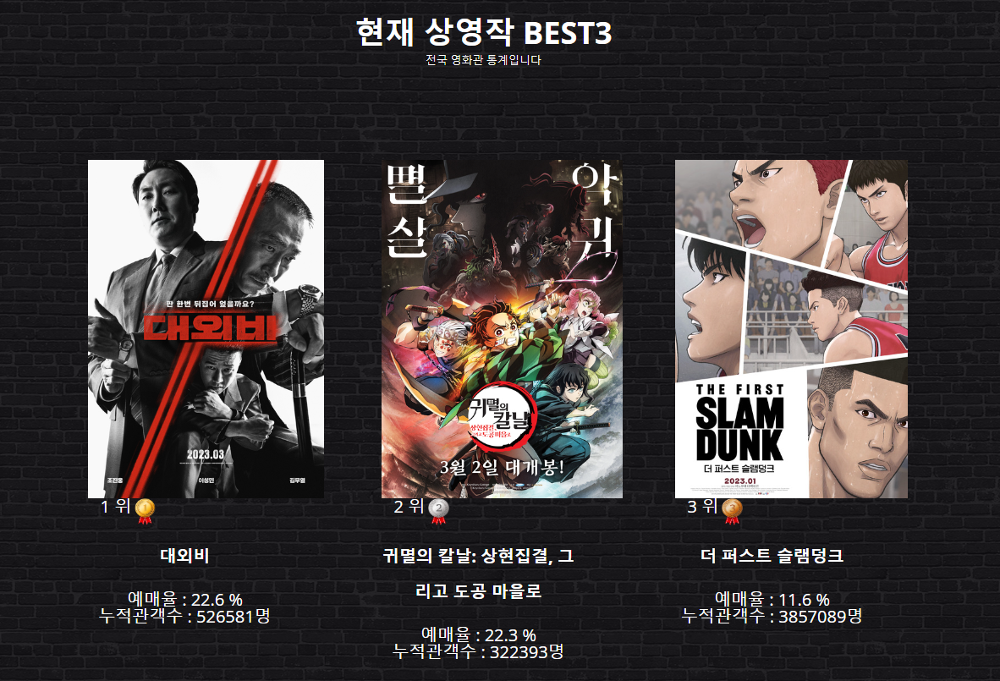 현재 상영작 BEST3
전국 영화관 통계입니다
판 한번 뒤집어 엎을까요?
대외비
2023.03
조진웅
이성민
김무열
멸 악
살 귀
귀멸의
칼날
상현집결,
그리고 도공 마을로
3월 2일 대개봉!
THE FIRST
SLAM
DUNK
더 퍼스트 슬램덩크
2023.01
1 위 1
2 위 2
3 위 3
대외비
귀멸의 칼날: 상현집결, 그
리고 도공 마을로
더 퍼스트 슬램덩크
예매율 : 22.6 %
누적관객수 : 526581명
예매율 : 22.3 %
누적관객수 : 322393명
예매율 : 11.6 %
누적관객수 : 3857089명